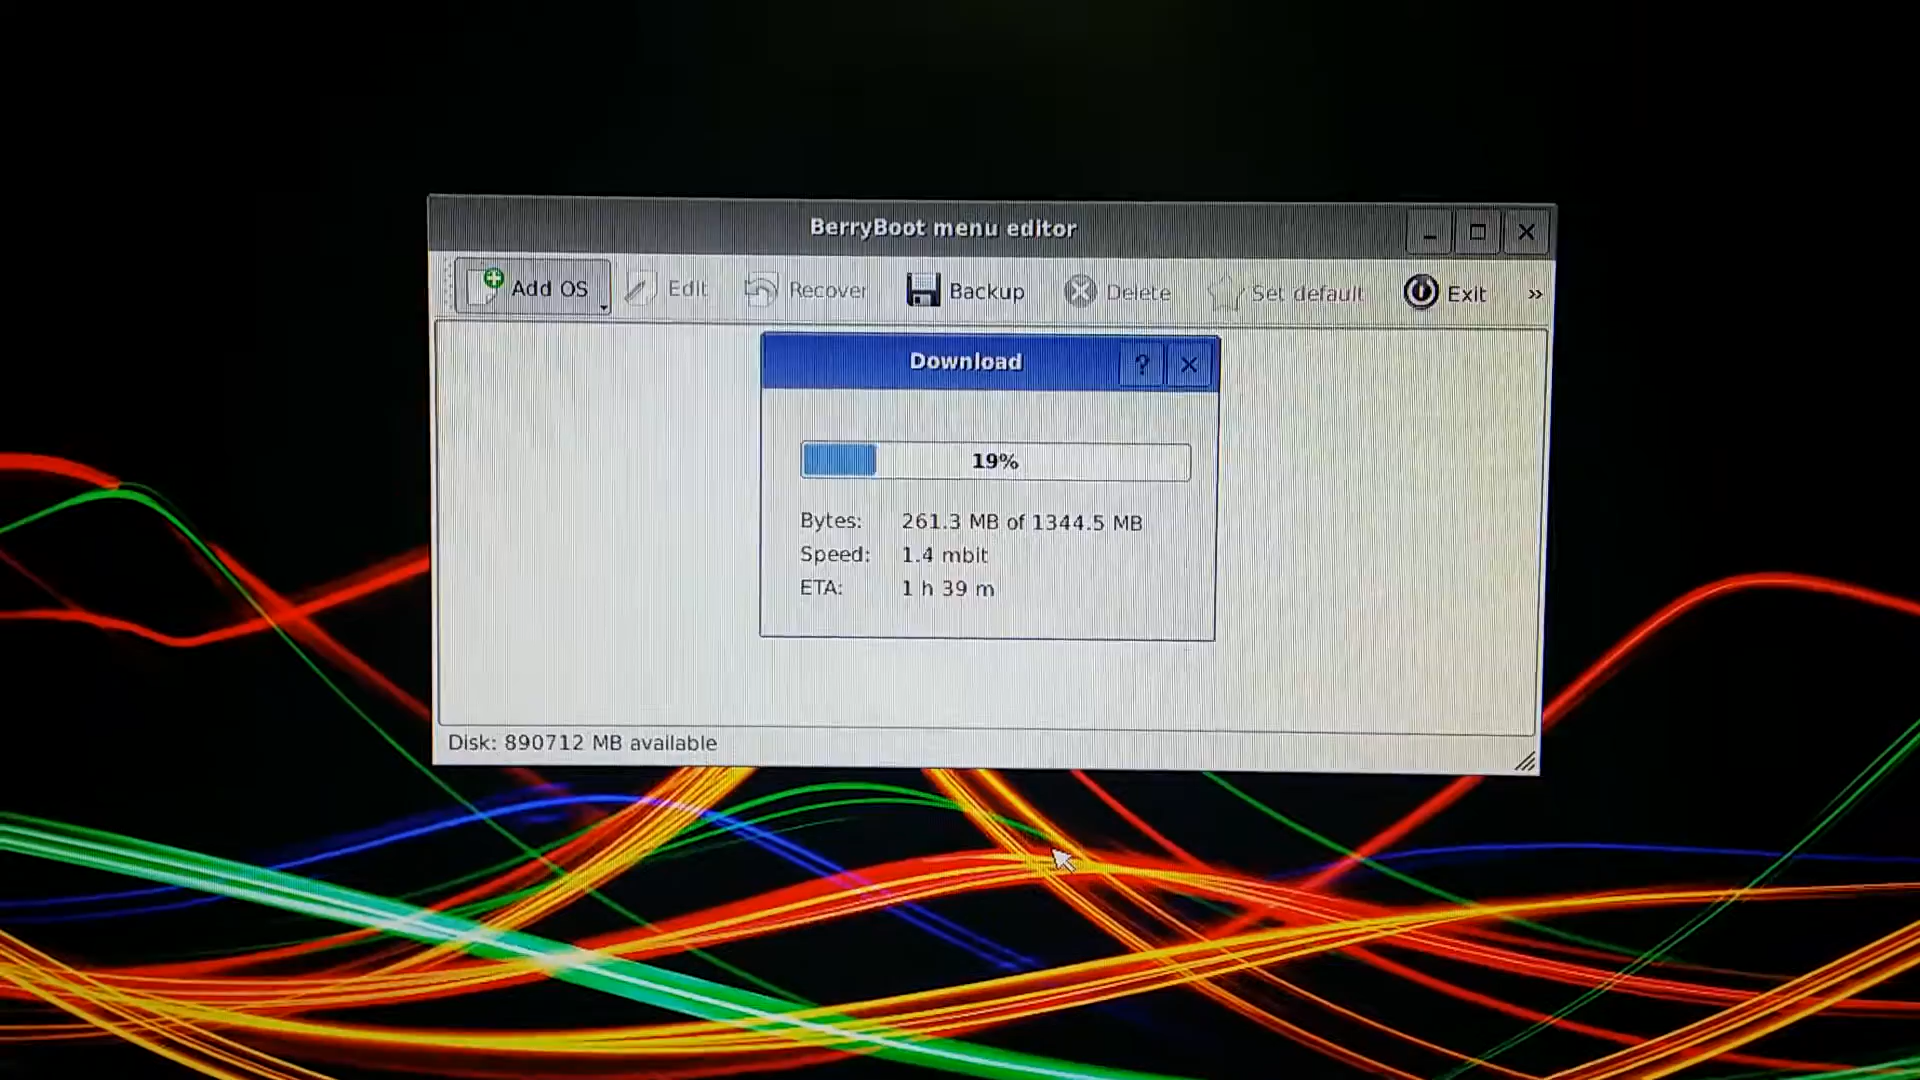 BerryBoot menu editor
Add OS Edit Recover Backup Delete Set default Exit »
Download ?
19%
Bytes: 261.3 MB of 1344.5 MB
Speed: 1.4 mbit
ETA: 1 h 39 m
Disk: 890712 MB available